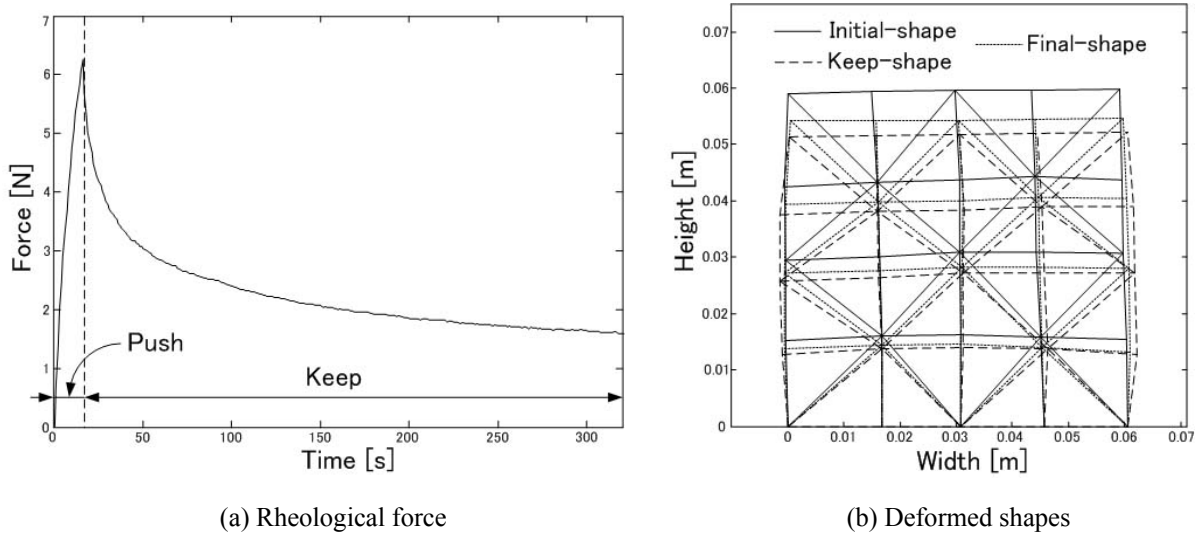 7
6
5
4
3
2
1
0
Force [N]
Push
Keep
0 50 100 150 200 250 300
Time [s]
(a) Rheological force
Initial-shape
Keep-shape
Final-shape
0.07
0.06
0.05
0.04
0.03
0.02
0.01
0
Height [m]
0 0.01 0.02 0.03 0.04 0.05 0.06 0.07
Width [m]
(b) Deformed shapes